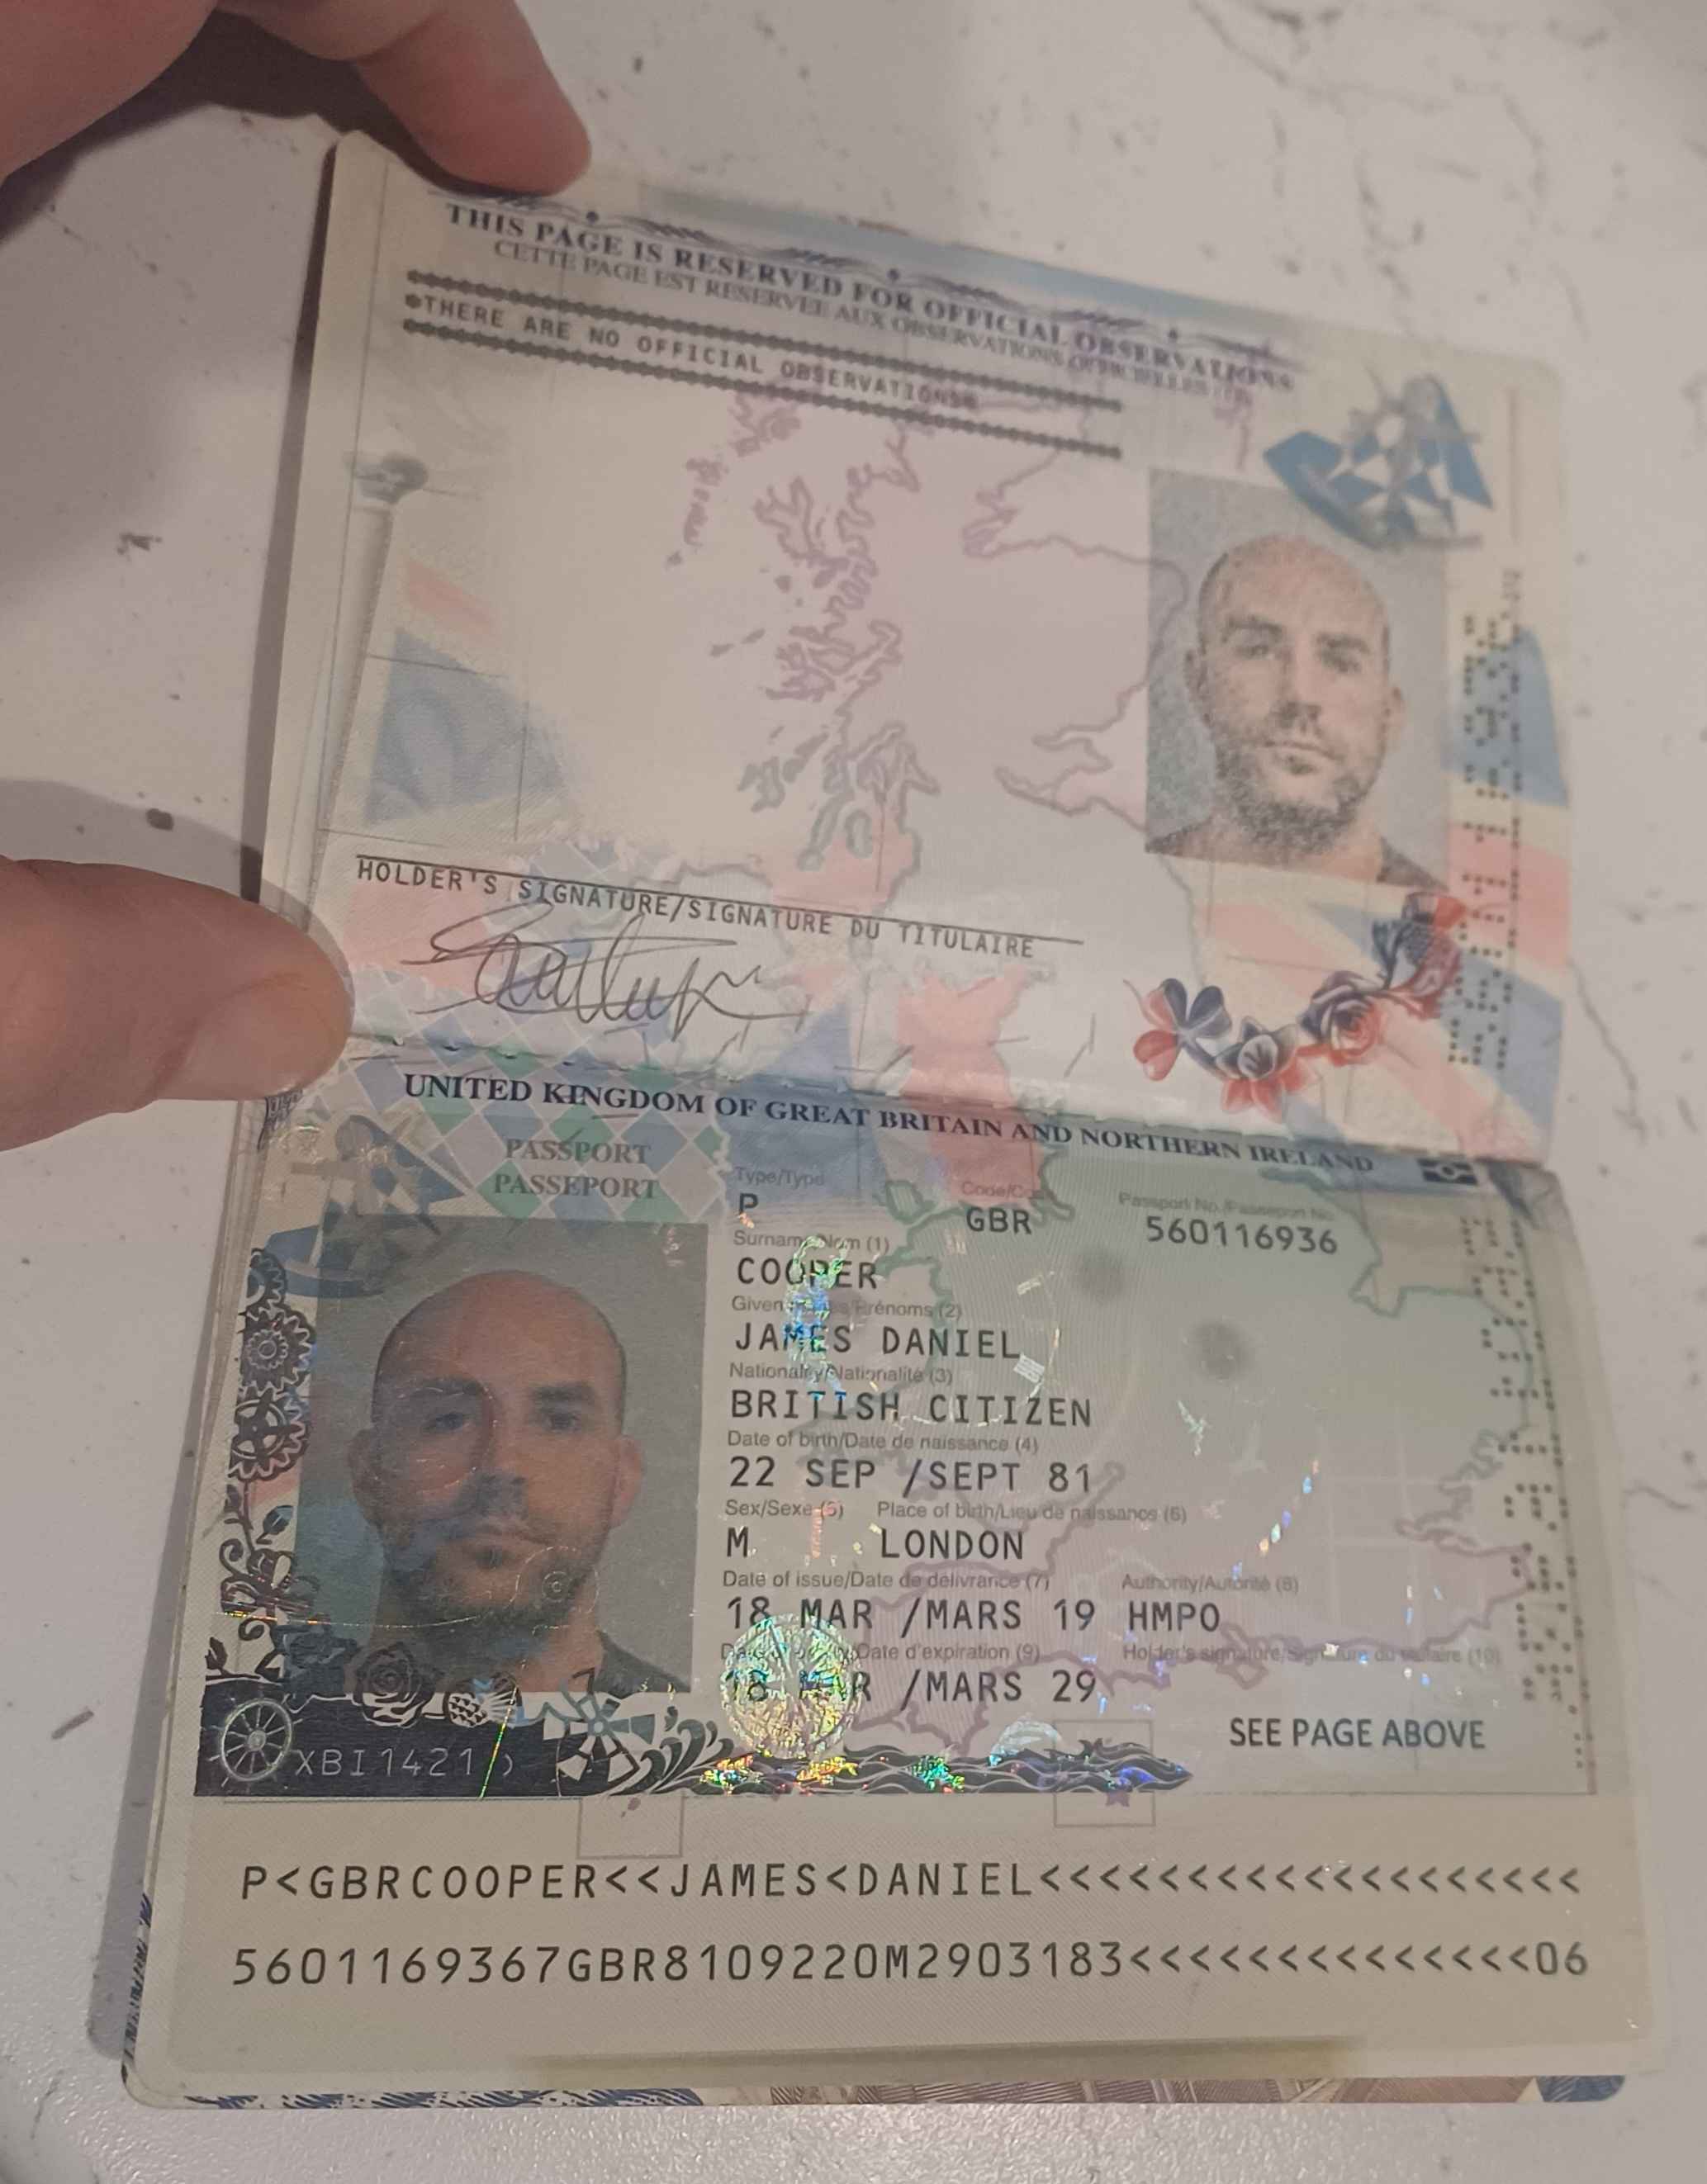 THIS PAGE IS RESERVED FOR OFFICIAL OBSERVATIONS
CETTE PAGE EST RESERVEE AUX OBSERVATIONS OFFICIELLES
THERE ARE NO OFFICIAL OBSERVATIONS
HOLDER'S SIGNATURE/SIGNATURE DU TITULAIRE
UNITED KINGDOM OF GREAT BRITAIN AND NORTHERN IRELAND
PASSPORT
PASSEPORT
Type/Type Code/Code Passport No./Passeport No.
P GBR 560116936
Surname/Nom (1)
COOPER
Given names/Prénoms (2)
JAMES DANIEL
Nationality/Nationalité (3)
BRITISH CITIZEN
Date of birth/Date de naissance (4)
22 SEP /SEPT 81
Sex/Sexe (5) Place of birth/Lieu de naissance (6)
M LONDON
Date of issue/Date de délivrance (7) Authority/Autorité (8)
18 MAR /MARS 19 HMPO
Date d'expiration (9) Holder's signature/Signature du titulaire (10)
18 MAR /MARS 29
SEE PAGE ABOVE
P<GBRCOOPER<<JAMES<DANIEL<<<<<<<<<<<<<<<<<<<
5601169367GBR8109220M2903183<<<<<<<<<<<<<<06